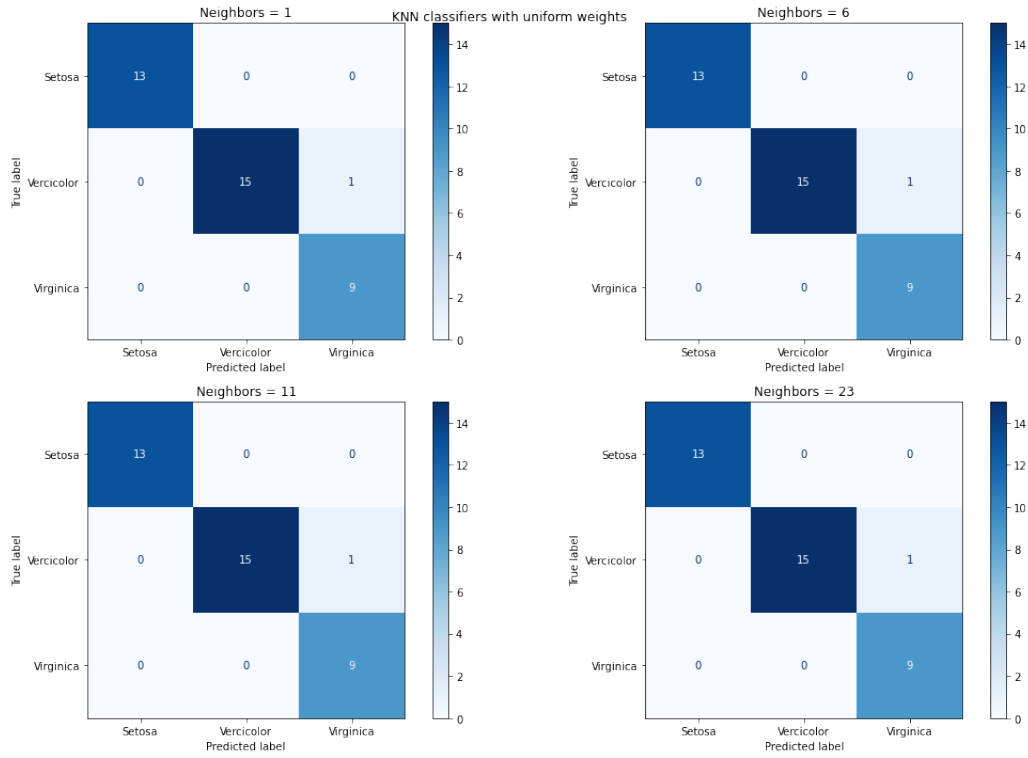 KNN classifiers with uniform weights
Neighbors = 1
True label
Setosa 13 0 0
Vercicolor 0 15 1
Virginica 0 0 9
Setosa Vercicolor Virginica
Predicted label
14
12
10
8
6
4
2
0
Neighbors = 6
True label
Setosa 13 0 0
Vercicolor 0 15 1
Virginica 0 0 9
Setosa Vercicolor Virginica
Predicted label
14
12
10
8
6
4
2
0
Neighbors = 11
True label
Setosa 13 0 0
Vercicolor 0 15 1
Virginica 0 0 9
Setosa Vercicolor Virginica
Predicted label
14
12
10
8
6
4
2
0
Neighbors = 23
True label
Setosa 13 0 0
Vercicolor 0 15 1
Virginica 0 0 9
Setosa Vercicolor Virginica
Predicted label
14
12
10
8
6
4
2
0